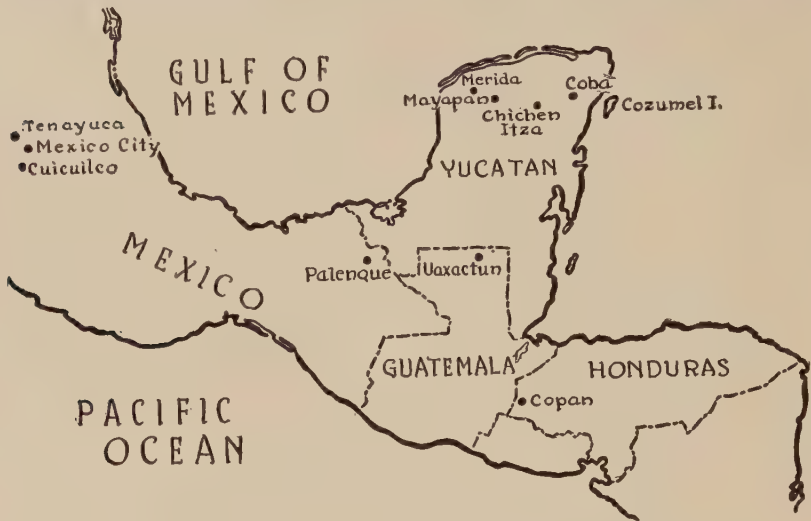 GULF OF
MEXICO
Merida
Mayapan
Chichen
Itza
Coba
Cozumel I.
Tenayuca
Mexico City
Cuicuilco
YUCATAN
MEXICO
Palenque
Uaxactun
GUATEMALA
HONDURAS
Copan
PACIFIC
OCEAN